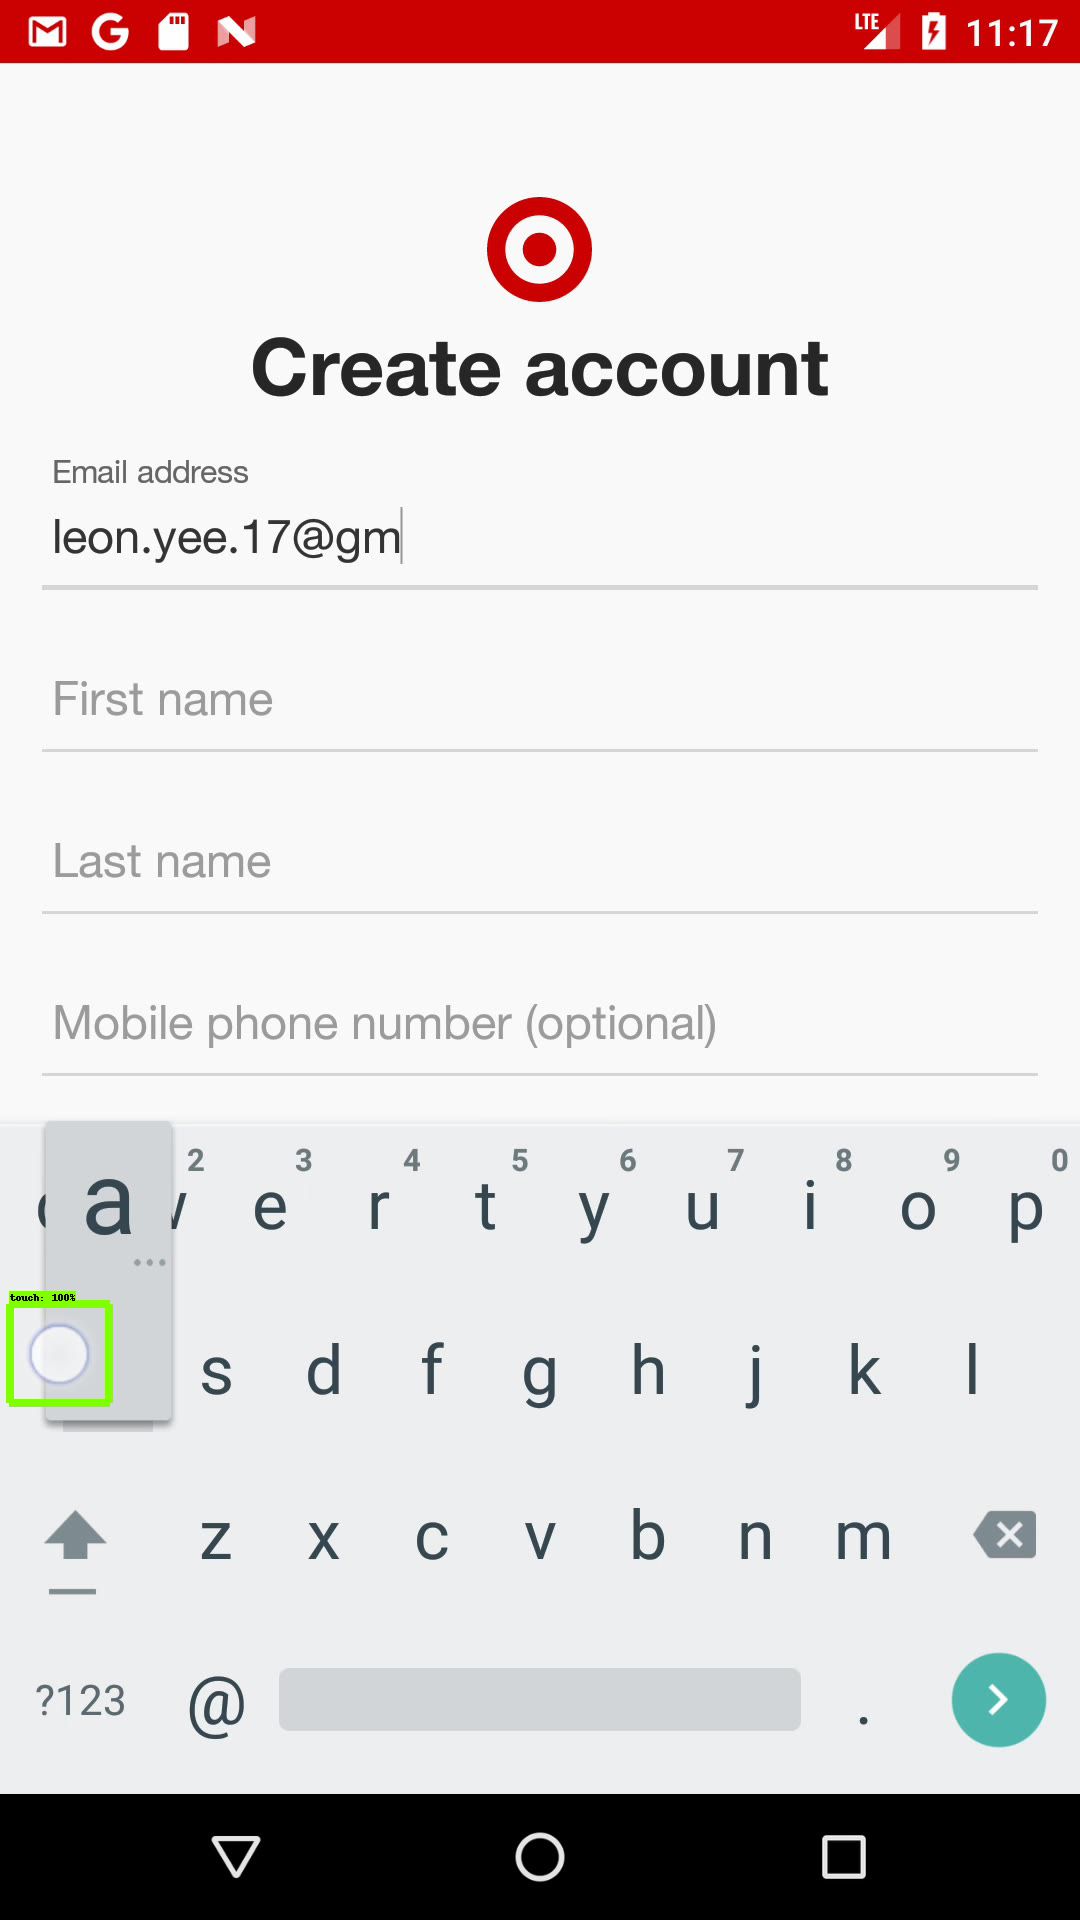 LTE 11:17
Create account
Email address
leon.yee.17@gm
First name
Last name
Mobile phone number (optional)
2 3 4 5 6 7 8 9 0
a e r t y u i o p
touch: 100%
s d f g h j k l
z x c v b n m
?123 @ .